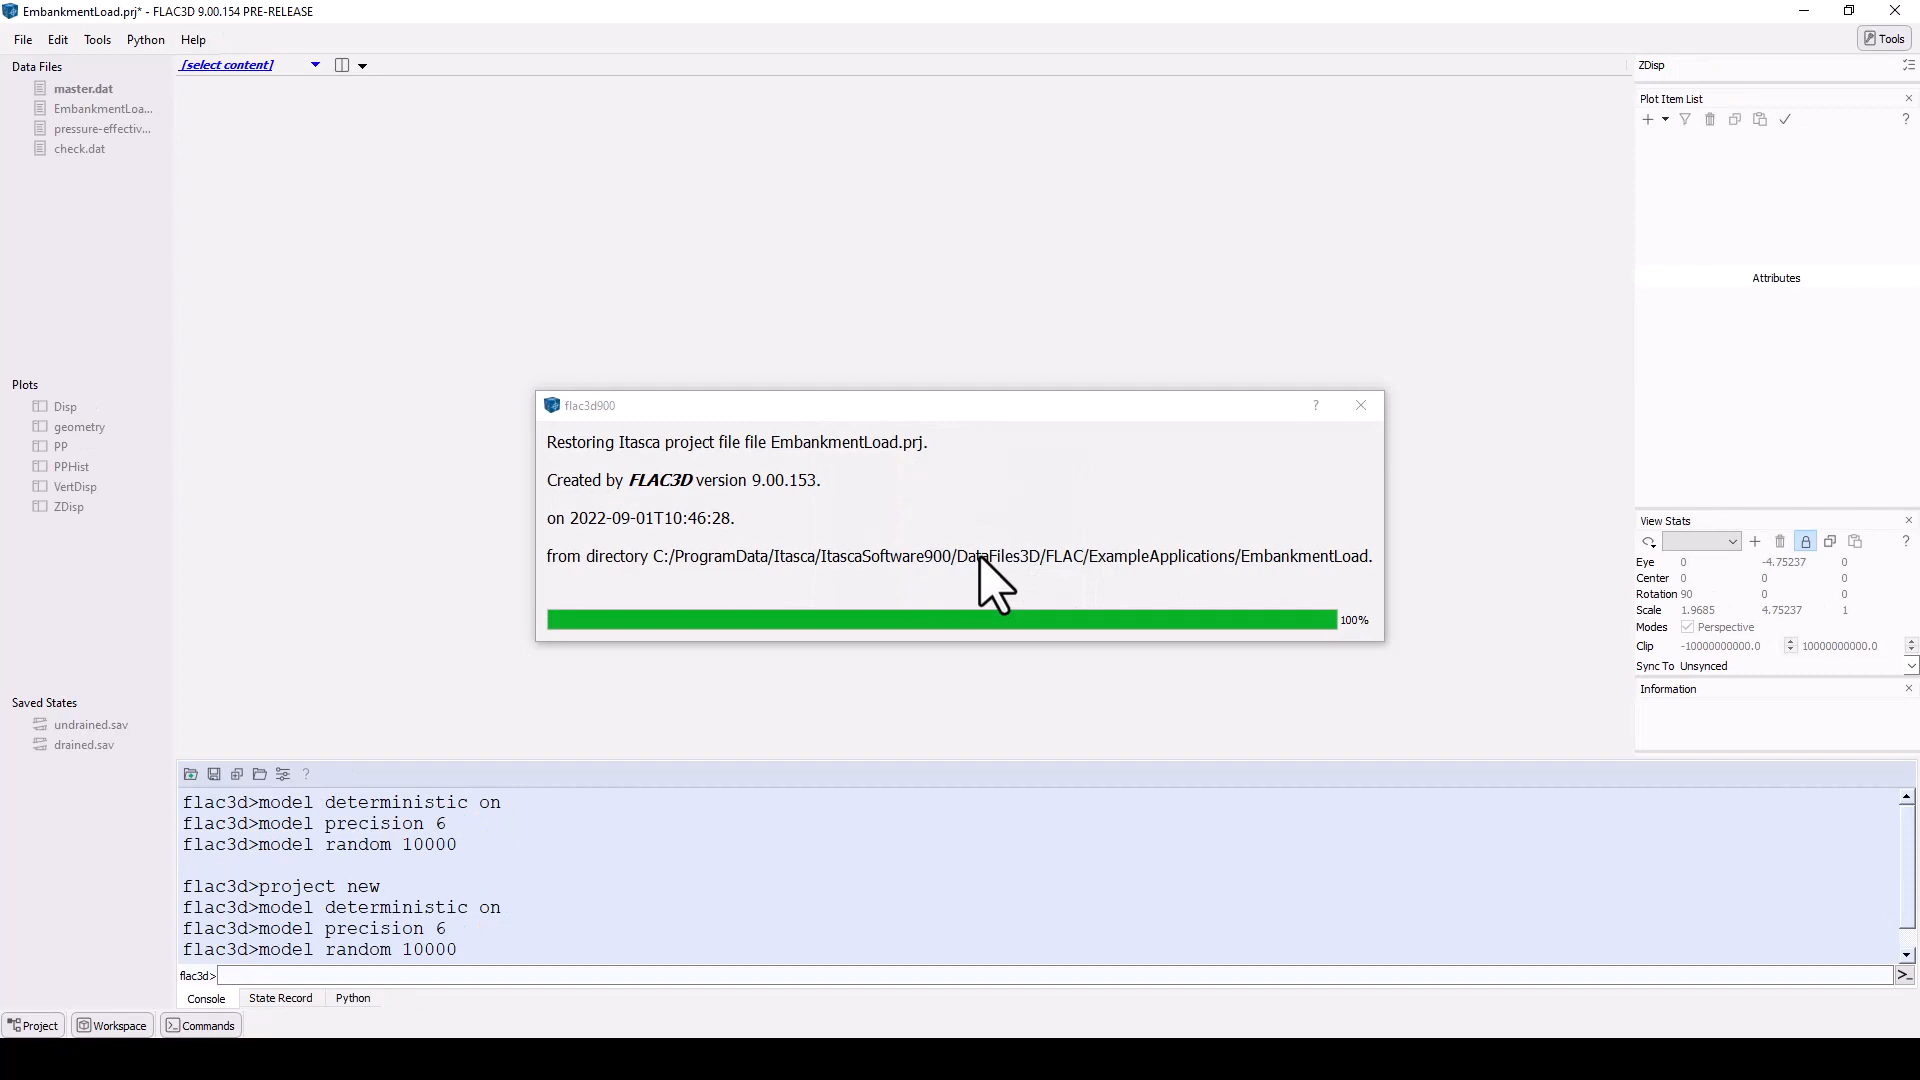 EmbankmentLoad.prj* - FLAC3D 9.00.154 PRE-RELEASE
File Edit Tools Python Help
Tools
Data Files
master.dat
EmbankmentLoa...
pressure-effectiv...
check.dat
[select content]
ZDisp
Plot Item List
?
Attributes
Plots
Disp
geometry
PP
PPHist
VertDisp
ZDisp
flac3d900 ?
Restoring Itasca project file file EmbankmentLoad.prj.
Created by FLAC3D version 9.00.153.
on 2022-09-01T10:46:28.
from directory C:/ProgramData/Itasca/ItascaSoftware900/DataFiles3D/FLAC/ExampleApplications/EmbankmentLoad.
100%
View Stats
?
Eye 0 -4.75237 0
Center 0 0 0
Rotation 90 0 0
Scale 1.9685 4.75237 1
Modes Perspective
Clip -10000000000.0 10000000000.0
Sync To Unsynced
Information
Saved States
undrained.sav
drained.sav
?
flac3d>model deterministic on
flac3d>model precision 6
flac3d>model random 10000
flac3d>project new
flac3d>model deterministic on
flac3d>model precision 6
flac3d>model random 10000
flac3d>
Console State Record Python
Project Workspace Commands